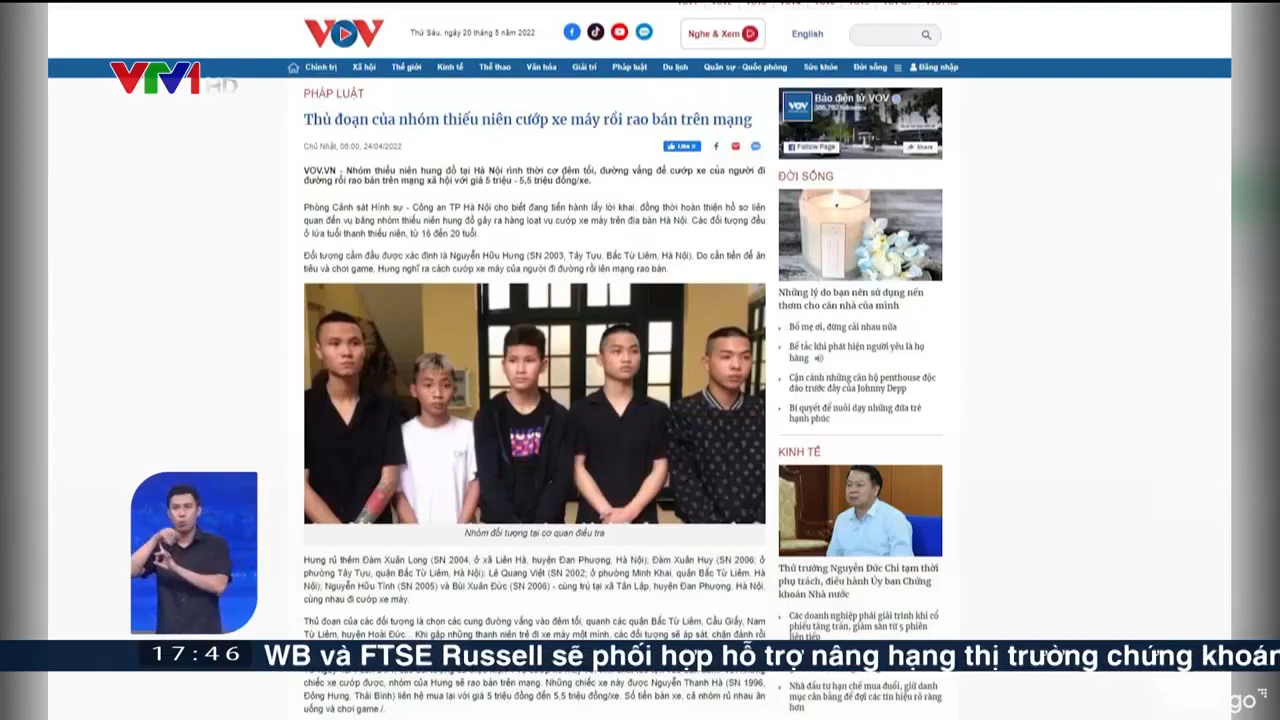 VOV
Thứ Sáu, ngày 20 tháng 5 năm 2022
Nghe & Xem
English
VTV1 HD
Chính trị Xã hội Thế giới Kinh tế Thể thao Văn hóa Giải trí Pháp luật Du lịch Quân sự - Quốc phòng Sức khỏe Đời sống Đăng nhập
PHÁP LUẬT
Thủ đoạn của nhóm thiếu niên cướp xe máy rồi rao bán trên mạng
Chủ Nhật, 06:00, 24/04/2022
Like 0
VOV.VN - Nhóm thiếu niên hung đồ tại Hà Nội rình thời cơ đêm tối, đường vắng để cướp xe của người đi
đường rồi rao bán trên mạng xã hội với giá 5 triệu - 5,5 triệu đồng/xe.
Phòng Cảnh sát Hình sự - Công an TP Hà Nội cho biết đang tiến hành lấy lời khai, đồng thời hoàn thiện hồ sơ liên
quan đến vụ băng nhóm thiếu niên hung đồ gây ra hàng loạt vụ cướp xe máy trên địa bàn Hà Nội. Các đối tượng đều
ở lứa tuổi thanh thiếu niên, từ 16 đến 20 tuổi.
Đối tượng cầm đầu được xác định là Nguyễn Hữu Hưng (SN 2003, Tây Tựu, Bắc Từ Liêm, Hà Nội). Do cần tiền để ăn
tiêu và chơi game, Hưng nghĩ ra cách cướp xe máy của người đi đường rồi lên mạng rao bán.
Nhóm đối tượng tại cơ quan điều tra
Hưng rủ thêm Đàm Xuân Long (SN 2004, ở xã Liên Hà, huyện Đan Phượng, Hà Nội); Đàm Xuân Huy (SN 2006, ở
phường Tây Tựu, quận Bắc Từ Liêm, Hà Nội); Lê Quang Việt (SN 2002, ở phường Minh Khai, quận Bắc Từ Liêm, Hà
Nội); Nguyễn Hữu Tình (SN 2005) và Bùi Xuân Đức (SN 2006) - cùng trú tại xã Tân Lập, huyện Đan Phượng, Hà Nội,
cùng nhau đi cướp xe máy.
Thủ đoạn của các đối tượng là chọn các cung đường vắng vào đêm tối, quanh các quận Bắc Từ Liêm, Cầu Giấy, Nam
Từ Liêm, huyện Hoài Đức... Khi gặp những thanh niên trẻ đi xe máy một mình, các đối tượng sẽ áp sát, chặn đánh rồi
chiếc xe cướp được, nhóm của Hưng sẽ rao bán trên mạng. Những chiếc xe này được Nguyễn Thanh Hà (SN 1996,
Đông Hưng, Thái Bình) liên hệ mua lại với giá 5 triệu đồng đến 5,5 triệu đồng/xe. Số tiền bán xe, cả nhóm rủ nhau ăn
uống và chơi game./.
VOV
Báo điện tử VOV
Follow Page
Share
ĐỜI SỐNG
Những lý do bạn nên sử dụng nến
thơm cho căn nhà của mình
Bố mẹ ơi, đừng cãi nhau nữa
Bế tắc khi phát hiện người yêu là họ
hàng
Cận cảnh những căn hộ penthouse độc
đáo trước đây của Johnny Depp
Bí quyết để nuôi dạy những đứa trẻ
hạnh phúc
KINH TẾ
Thứ trưởng Nguyễn Đức Chi tạm thời
phụ trách, điều hành Ủy ban Chứng
khoán Nhà nước
Các doanh nghiệp phải giải trình khi cổ
phiếu tăng trần, giảm sàn từ 5 phiên
liên tiếp
Nhà đầu tư hạn chế mua đuổi, giữ danh
mục cân bằng để đợi các tín hiệu rõ ràng
hơn
17:46 WB và FTSE Russell sẽ phối hợp hỗ trợ nâng hạng thị trường chứng khoán
go